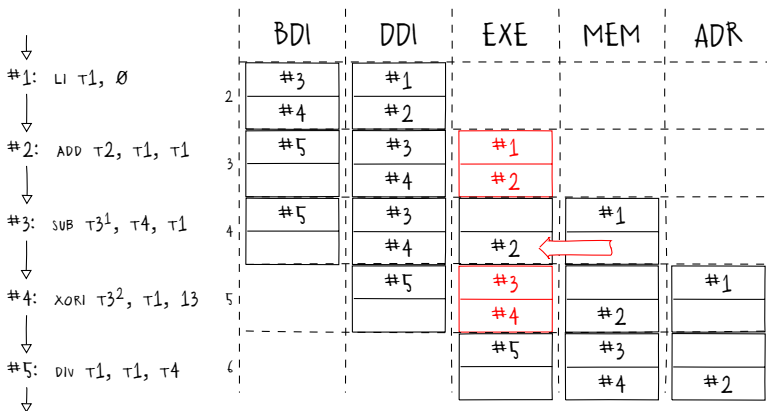 BDI DDI EXE MEM ADR
#1: LI T1, Ø
2 #3 #1
#4 #2
#2: ADD T2, T1, T1
3 #5 #3 #1
#4 #2
#3: SUB T3¹, T4, T1
4 #5 #3 #1
#4 #2
#4: XORI T3², T1, 13
5 #5 #3 #1
#4 #2
#5: DIV T1, T1, T4
6 #5 #3
#4 #2